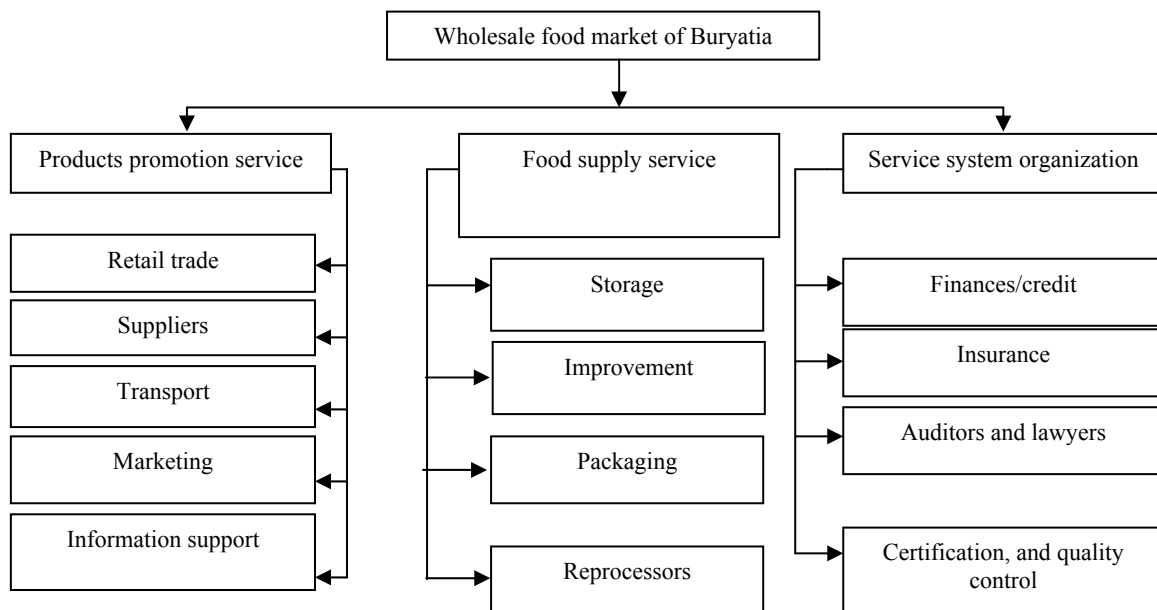 Wholesale food market of Buryatia
Products promotion service
Retail trade
Suppliers
Transport
Marketing
Information support
Food supply service
Storage
Improvement
Packaging
Reprocessors
Service system organization
Finances/credit
Insurance
Auditors and lawyers
Certification, and quality
control